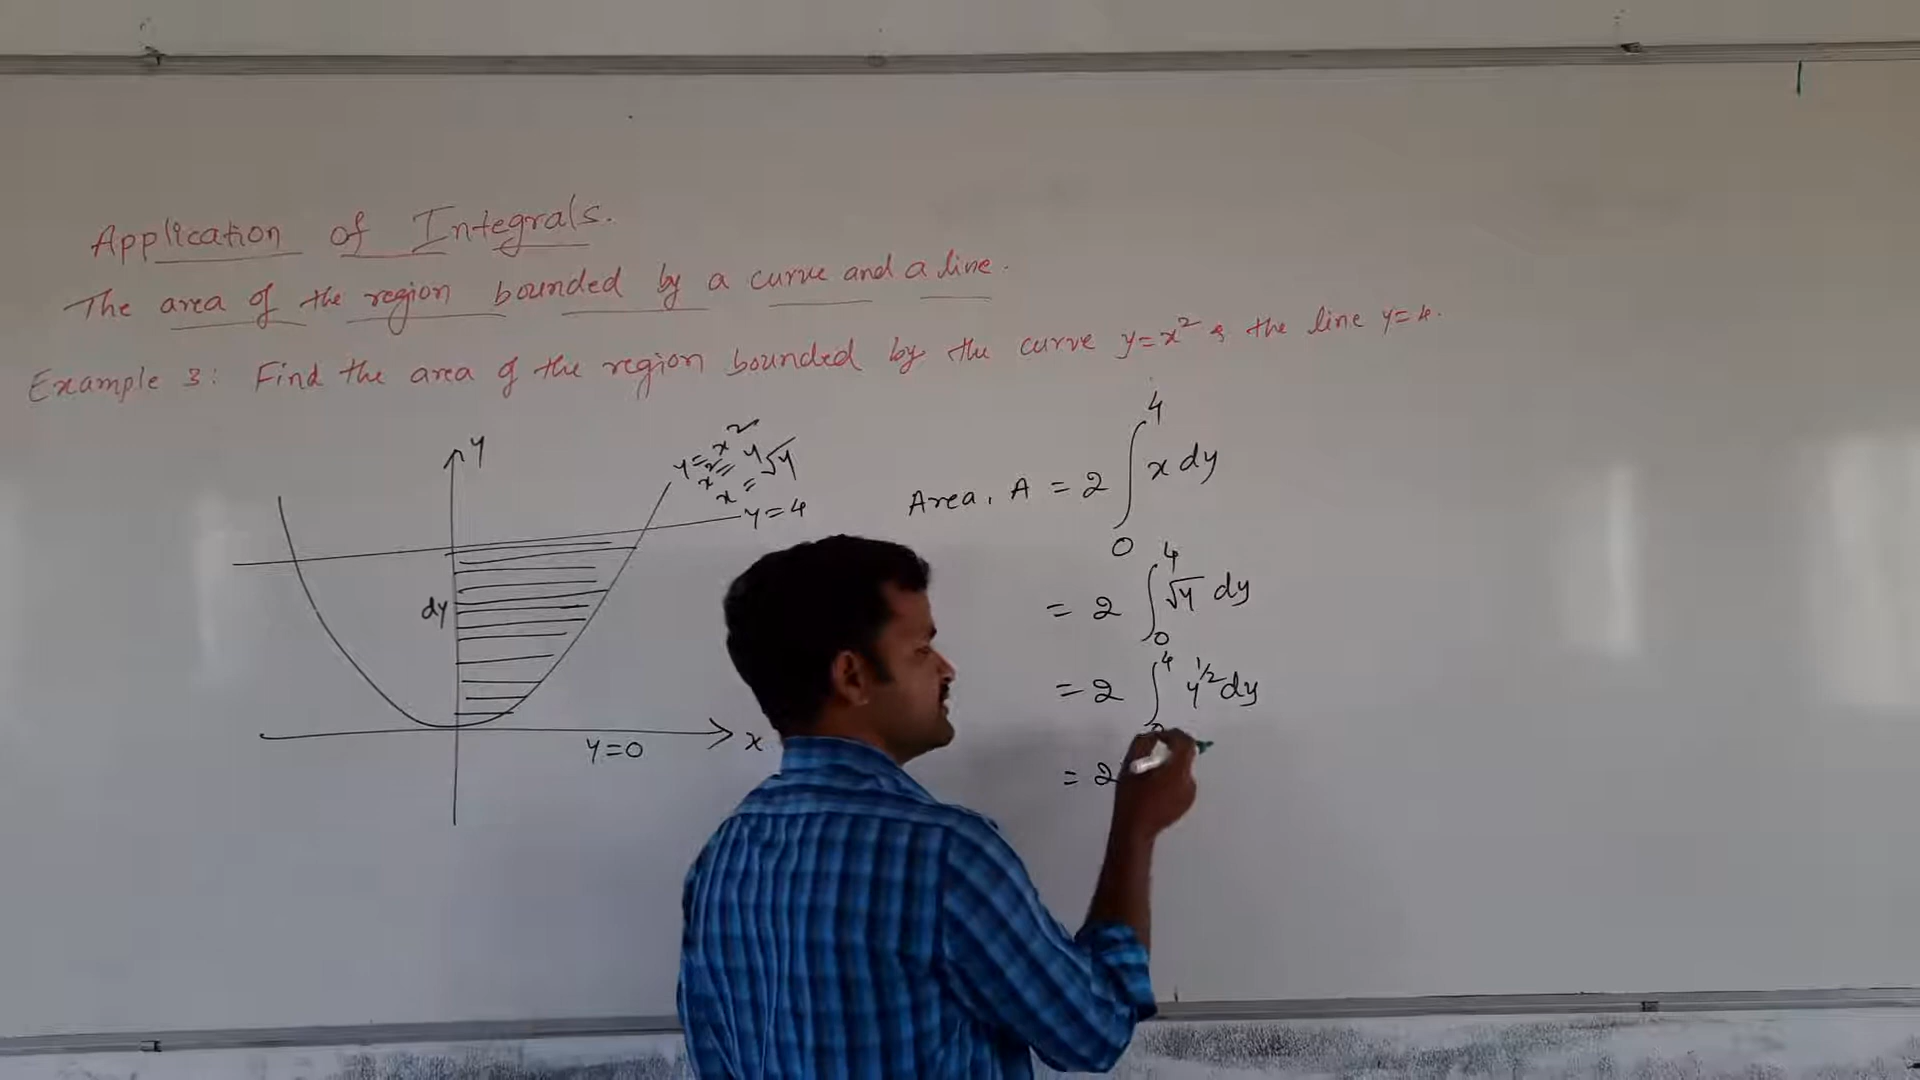 Application of Integrals.
The area of the region bounded by a curve and a line.
Example 3: Find the area of the region bounded by the curve y=x² & the line y=4.
y
y=x²
x²=y
x=√y
y=4
dy
y=0
x
Area, A = 2 ∫₀⁴ x dy
= 2 ∫₀⁴ √y dy
= 2 ∫₀⁴ y^1/2 dy
= 2